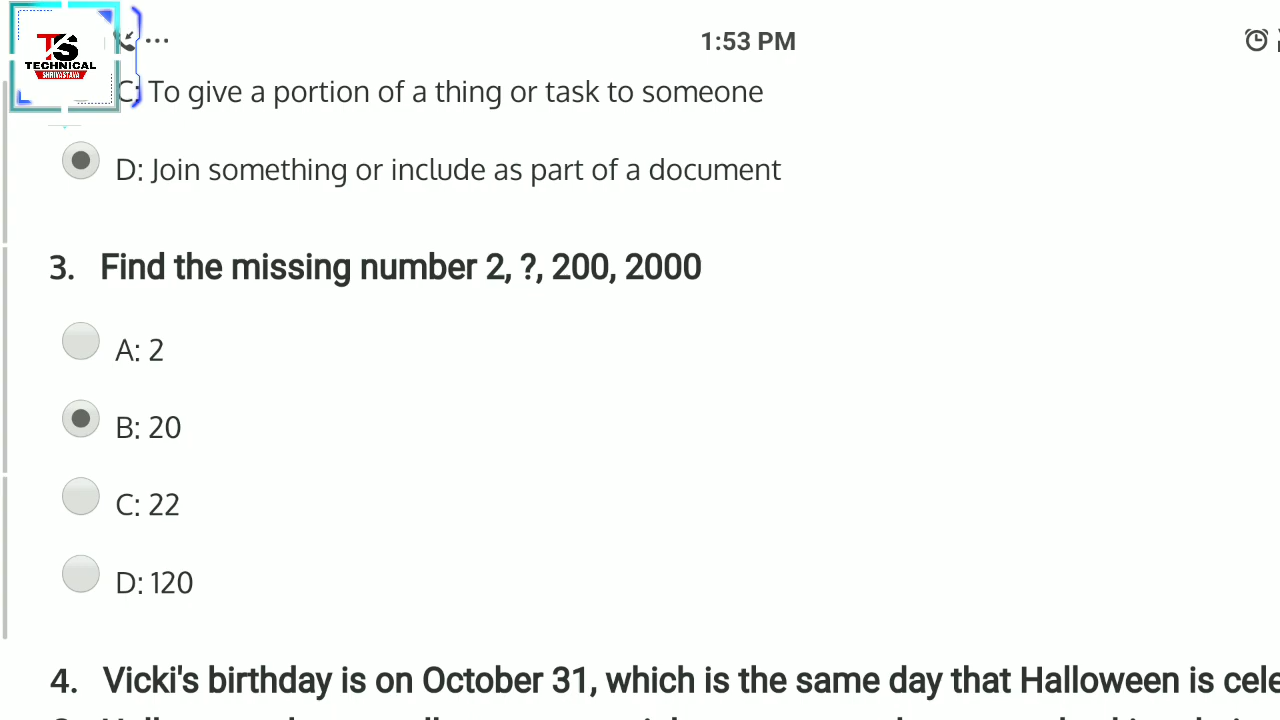 TS
TECHNICAL
SHRIVASTAVA
...
1:53 PM
C: To give a portion of a thing or task to someone
D: Join something or include as part of a document
3. Find the missing number 2, ?, 200, 2000
A: 2
B: 20
C: 22
D: 120
4. Vicki's birthday is on October 31, which is the same day that Halloween is cele